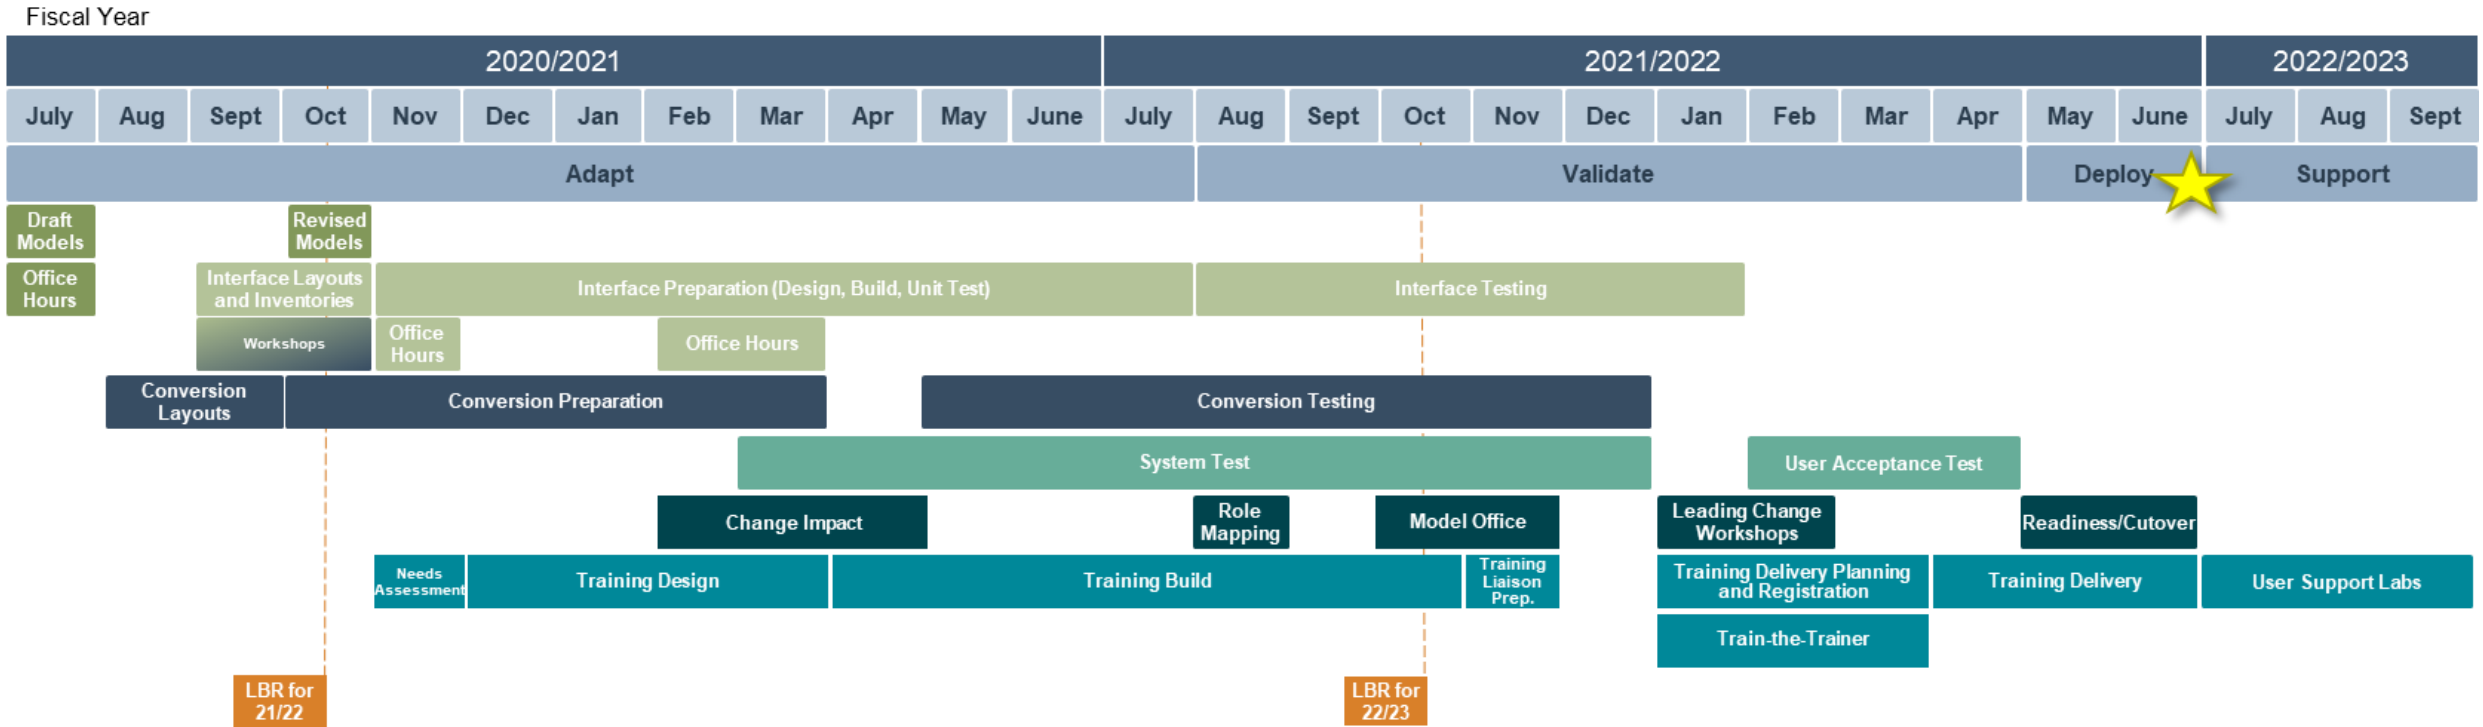 Fiscal Year
2020/2021 2021/2022 2022/2023
July Aug Sept Oct Nov Dec Jan Feb Mar Apr May June July Aug Sept Oct Nov Dec Jan Feb Mar Apr May June July Aug Sept
Adapt Validate Deploy Support
Draft
Models
Revised
Models
Office
Hours
Interface Layouts
and Inventories
Interface Preparation (Design, Build, Unit Test)
Interface Testing
Workshops
Office
Hours
Office Hours
Conversion
Layouts
Conversion Preparation
Conversion Testing
System Test
User Acceptance Test
Change Impact
Role
Mapping
Model Office
Leading Change
Workshops
Readiness/Cutover
Needs
Assessment
Training Design
Training Build
Training
Liaison
Prep.
Training Delivery Planning
and Registration
Training Delivery
User Support Labs
Train-the-Trainer
LBR for
21/22
LBR for
22/23